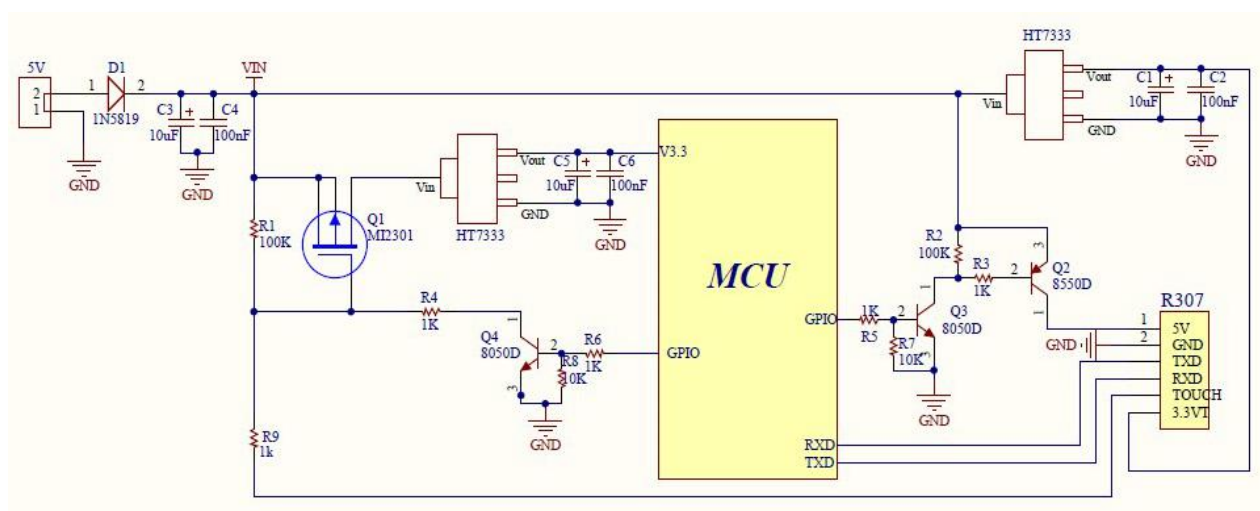 5V
2
1
D1
1
2
1N5819
VIN
C3
+
10uF
C4
100nF
GND
GND
R1
100K
Q1
MI2301
Vin
HT7333
Vout
GND
C5
+
10uF
C6
100nF
GND
V3.3
MCU
GPIO
GPIO
RXD
TXD
R4
1K
Q4
8050D
1
2
3
R6
1K
R8
10K
GND
R9
1k
HT7333
Vin
Vout
GND
C1
+
10uF
C2
100nF
GND
R2
100K
R3
1K
2
3
1
Q2
8550D
1K
R5
2
1
3
Q3
8050D
R7
10K
GND
GND
R307
1
2
5V
GND
TXD
RXD
TOUCH
3.3VT